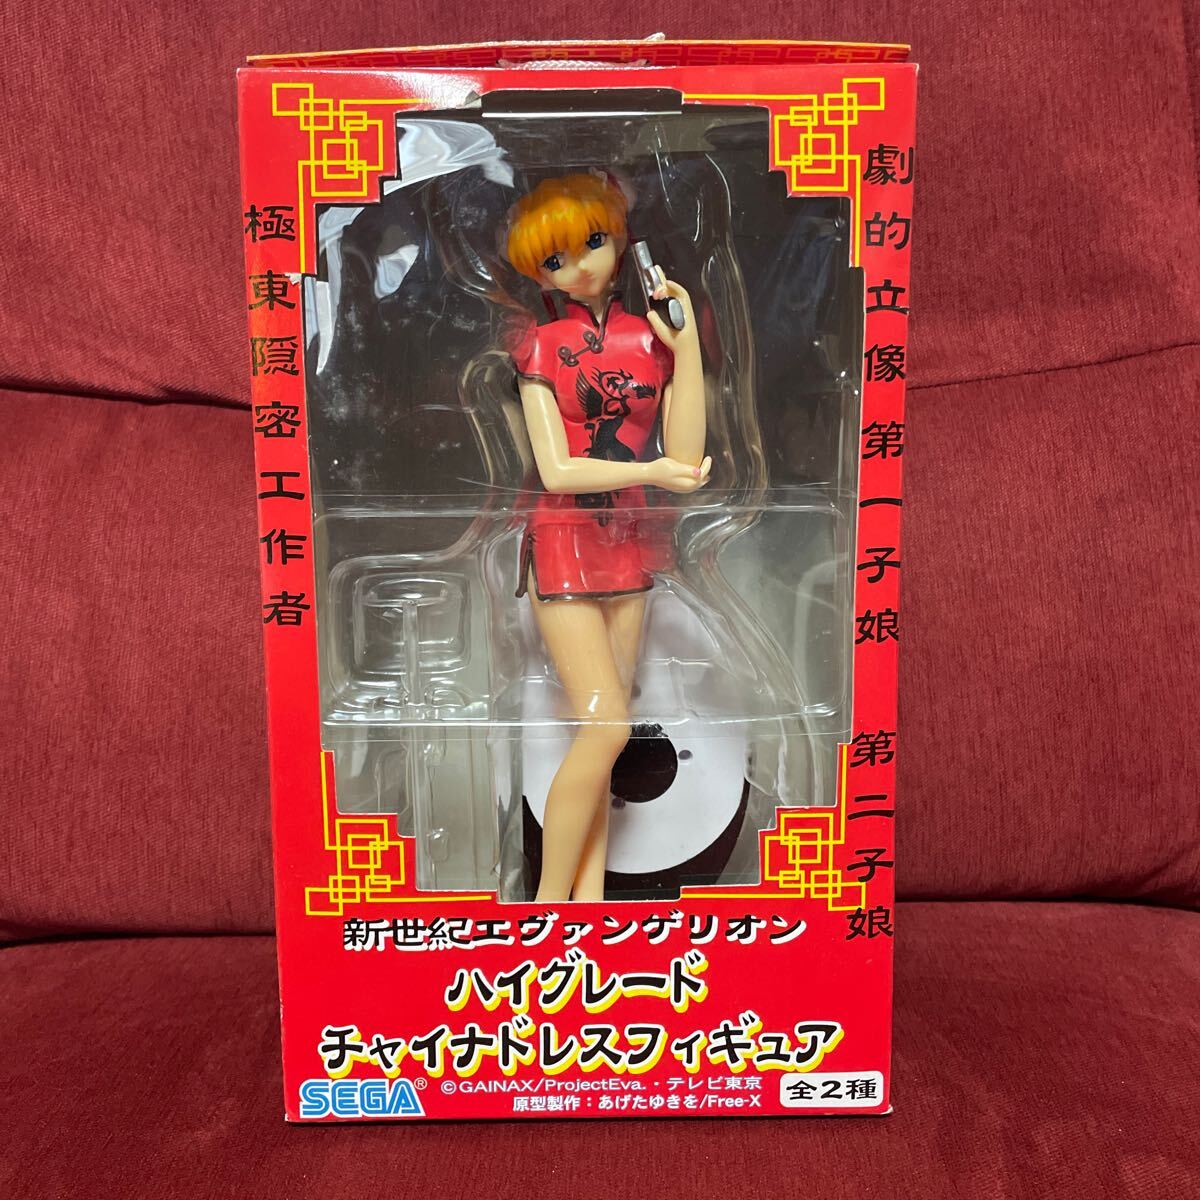 劇的立像 第一子娘 第二子娘
極東隠密工作者
新世紀エヴァンゲリオン
ハイグレード
チャイナドレスフィギュア
SEGA® ©GAINAX/ProjectEva.・テレビ東京
原型製作：あげたゆきを/Free-X
全2種